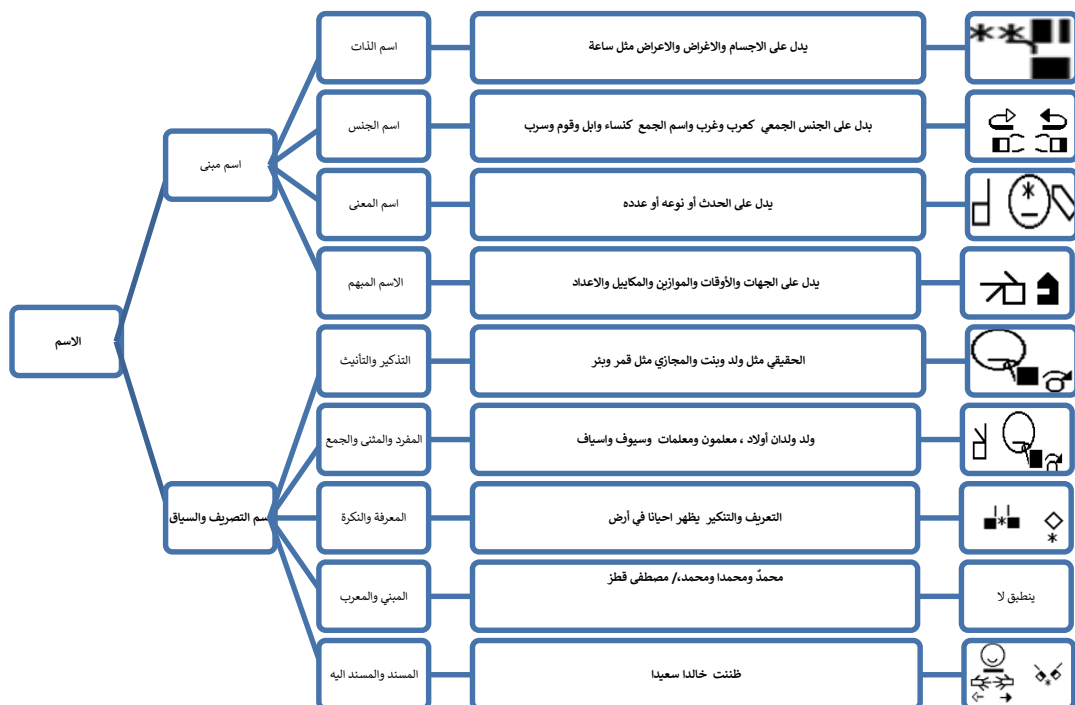 الاسم
اسم مبنى
اسم الذات
يدل على الاجسام والاغراض والاعراض مثل ساعة
اسم الجنس
بدل على الجنس الجمعي كعرب وغرب واسم الجمع كنساء وابل وقوم وسرب
اسم المعنى
يدل على الحدث أو نوعه أو عدده
الاسم المبهم
يدل على الجهات والأوقات والموازين والمكاييل والاعداد
سم التصريف والسياق
التذكير والتأنيث
الحقيقي مثل ولد وبنت والمجازي مثل قمر وبئر
المفرد والمثنى والجمع
ولد ولدان أولاد ، معلمون ومعلمات وسيوف واسياف
المعرفة والنكرة
التعريف والتنكير يظهر احيانا في أرض
المبني والمعرب
محمدٌ ومحمدا ومحمد،/ مصطفى قطز
ينطبق لا
المسند والمسند اليه
ظننت خالدا سعيدا